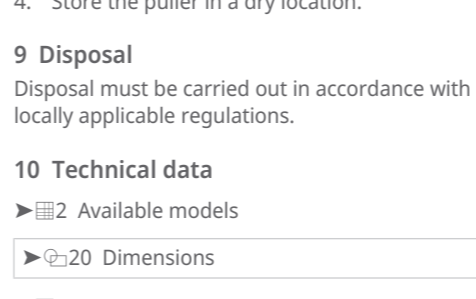 4. Store the puller in a dry location.
9 Disposal
Disposal must be carried out in accordance with
locally applicable regulations.
10 Technical data
➤2 Available models
➤20 Dimensions